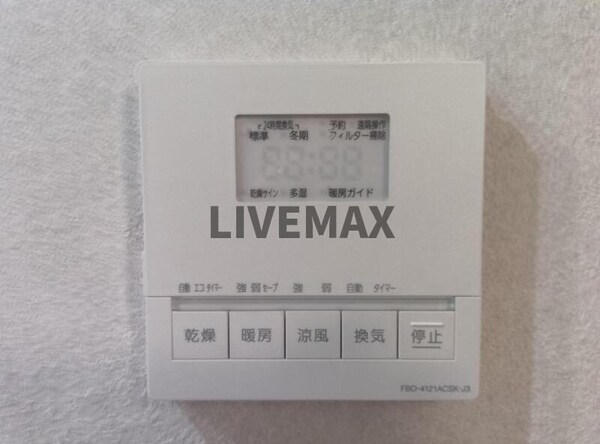 24時間換気 予約 遠隔操作
標準 冬期 フィルター掃除
88:88
乾燥サイン 多湿 暖房ガイド
LIVEMAX
自動 エコ タイマー 強 弱 セーブ 強 弱 自動 タイマー
乾燥 暖房 涼風 換気 停止
FBD-4121ACSK-J3